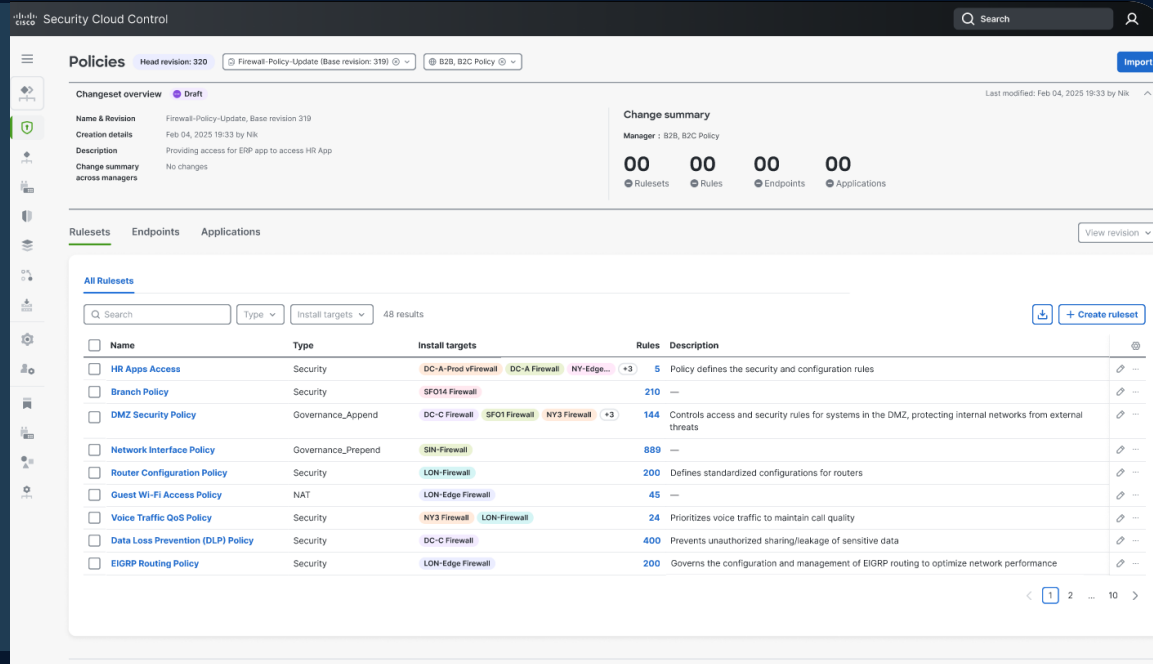 cisco Security Cloud Control
Search
Policies Head revision: 320 Firewall-Policy-Update (Base revision: 319) B2B, B2C Policy
Import
Changeset overview Draft
Last modified: Feb 04, 2025 19:33 by Nik
Name & Revision Firewall-Policy-Update, Base revision 319
Creation details Feb 04, 2025 19:33 by Nik
Description Providing access for ERP app to access HR App
Change summary across managers No changes
Change summary
Manager : B2B, B2C Policy
00 00 00 00
Rulesets Rules Endpoints Applications
Rulesets Endpoints Applications
View revision
All Rulesets
Search Type Install targets 48 results
+ Create ruleset
Name Type Install targets Rules Description
HR Apps Access Security DC-A-Prod vFirewall DC-A Firewall NY-Edge... +3 5 Policy defines the security and configuration rules
Branch Policy Security SFO14 Firewall 210 —
DMZ Security Policy Governance_Append DC-C Firewall SFO1 Firewall NY3 Firewall +3 144 Controls access and security rules for systems in the DMZ, protecting internal networks from external
threats
Network Interface Policy Governance_Prepend SIN-Firewall 889 —
Router Configuration Policy Security LON-Firewall 200 Defines standardized configurations for routers
Guest Wi-Fi Access Policy NAT LON-Edge Firewall 45 —
Voice Traffic QoS Policy Security NY3 Firewall LON-Firewall 24 Prioritizes voice traffic to maintain call quality
Data Loss Prevention (DLP) Policy Security DC-C Firewall 400 Prevents unauthorized sharing/leakage of sensitive data
EIGRP Routing Policy Security LON-Edge Firewall 200 Governs the configuration and management of EIGRP routing to optimize network performance
1 2 ... 10